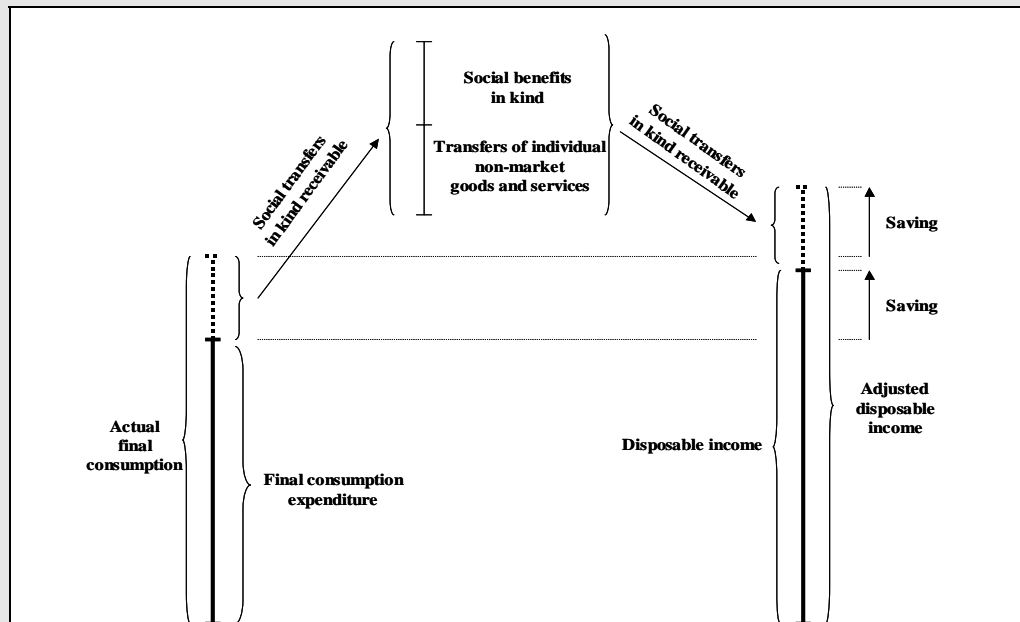 Social benefits
in kind
Transfers of individual
non-market
goods and services
Social transfers
in kind receivable
Social transfers
in kind receivable
Saving
Saving
Adjusted
disposable
income
Disposable income
Actual
final
consumption
Final consumption
expenditure